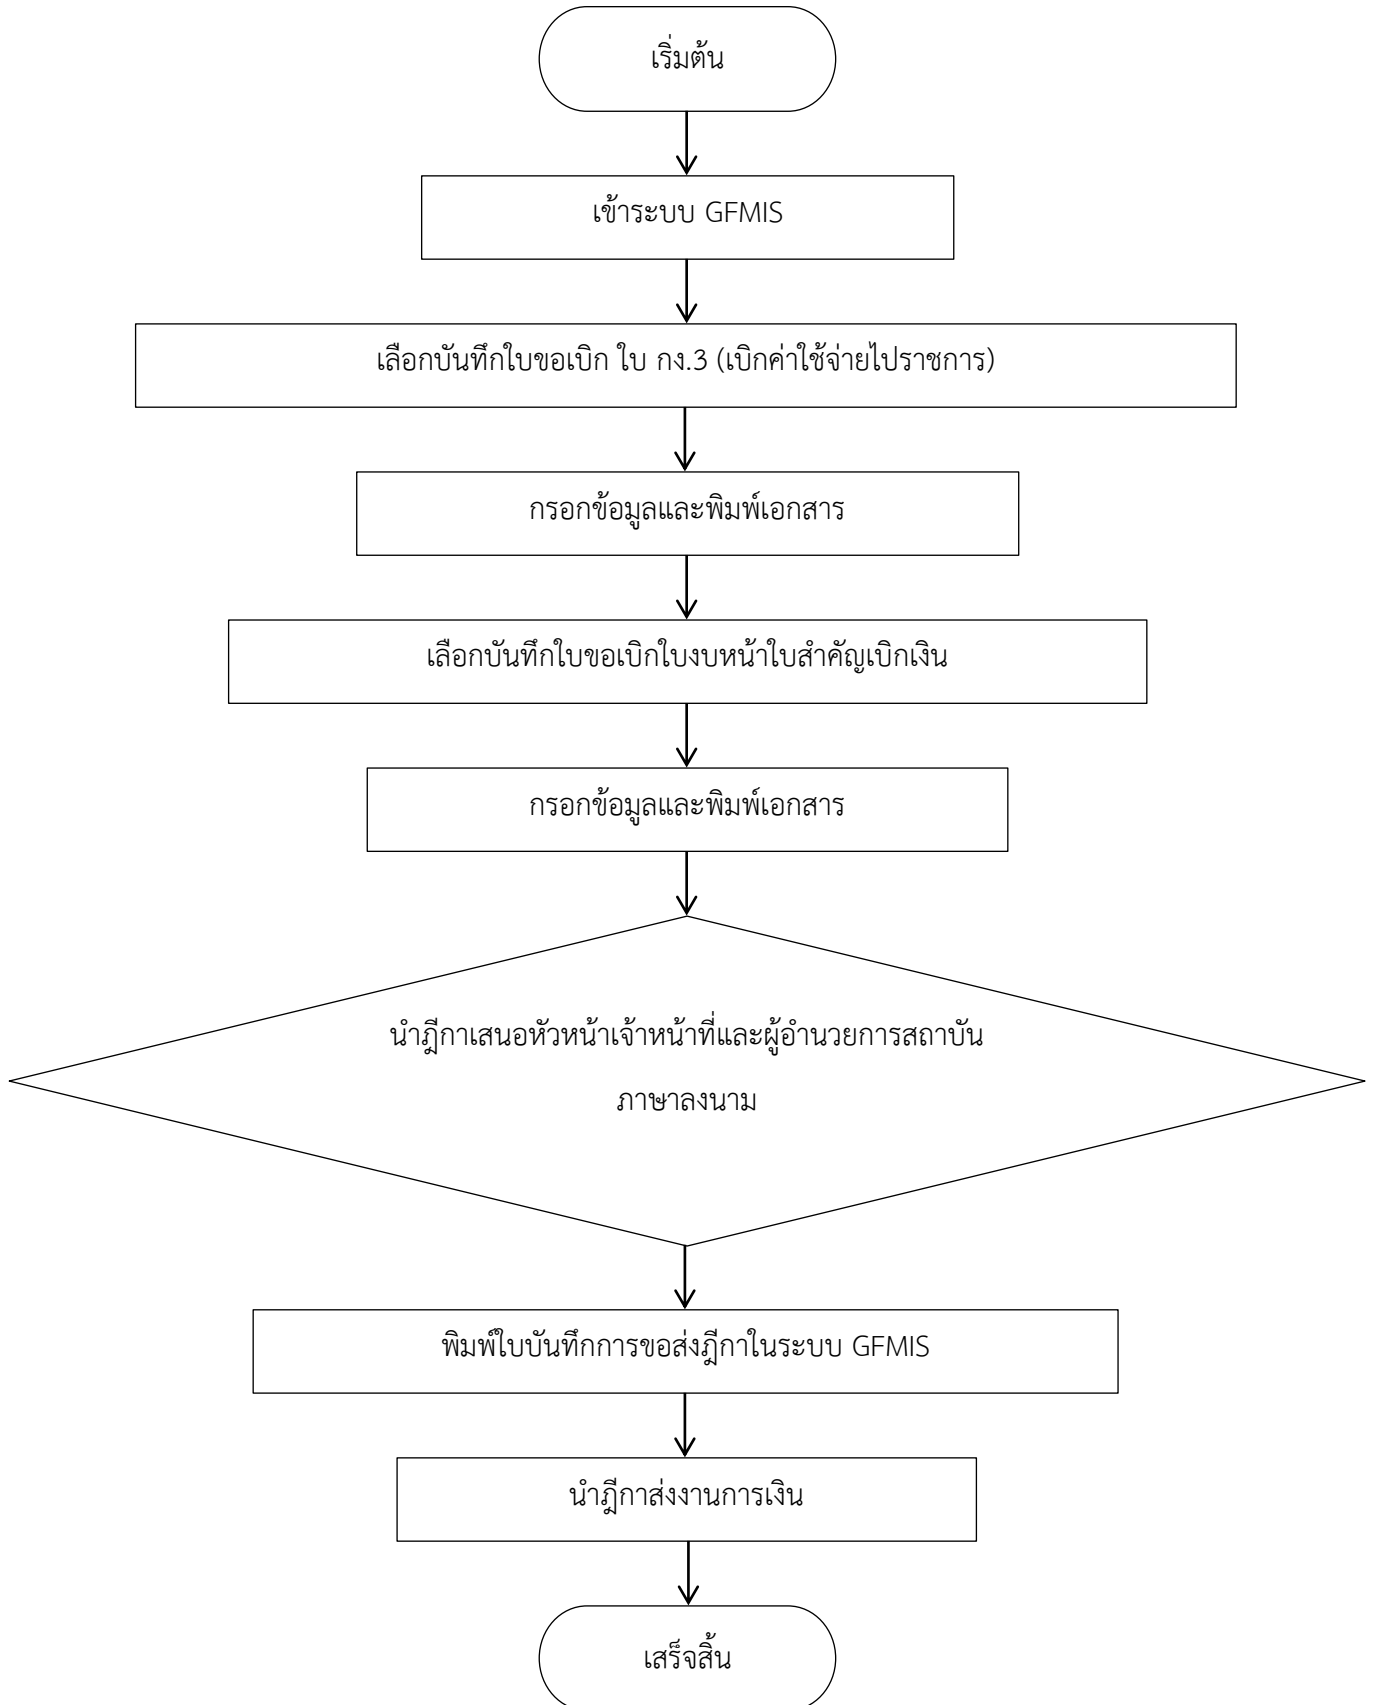 เริ่มต้น
เข้าระบบ GFMIS
เลือกบันทึกใบขอเบิก ใบ กง.3 (เบิกค่าใช้จ่ายไปราชการ)
กรอกข้อมูลและพิมพ์เอกสาร
เลือกบันทึกใบขอเบิกใบงบหน้าใบสำคัญเบิกเงิน
กรอกข้อมูลและพิมพ์เอกสาร
นำฎีกาเสนอหัวหน้าเจ้าหน้าที่และผู้อำนวยการสถาบัน
ภาษาลงนาม
พิมพ์ใบบันทึกการขอส่งฎีกาในระบบ GFMIS
นำฎีกาส่งงานการเงิน
เสร็จสิ้น